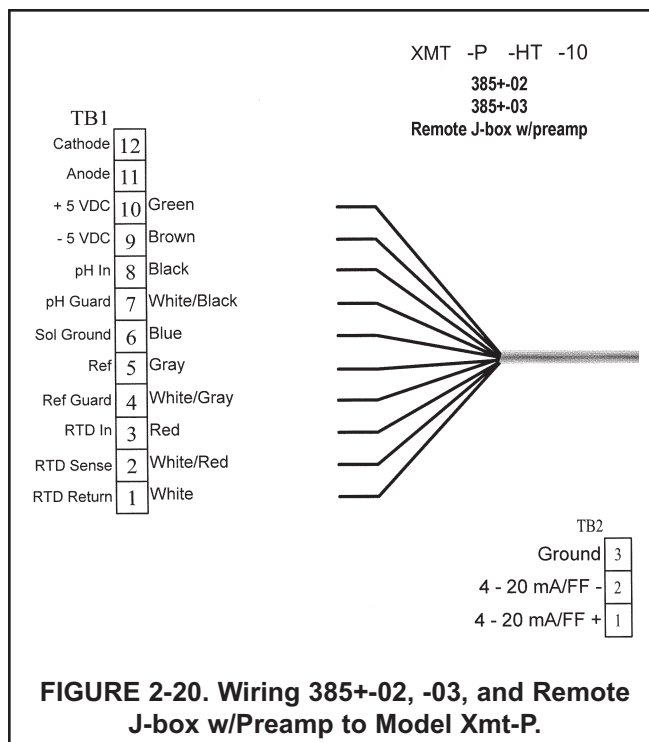 XMT -P -HT -10
385+-02
385+-03
Remote J-box w/preamp
TB1
Cathode 12
Anode 11
+ 5 VDC 10 Green
- 5 VDC 9 Brown
pH In 8 Black
pH Guard 7 White/Black
Sol Ground 6 Blue
Ref 5 Gray
Ref Guard 4 White/Gray
RTD In 3 Red
RTD Sense 2 White/Red
RTD Return 1 White
TB2
Ground 3
4 - 20 mA/FF - 2
4 - 20 mA/FF + 1
FIGURE 2-20. Wiring 385+-02, -03, and Remote
J-box w/Preamp to Model Xmt-P.